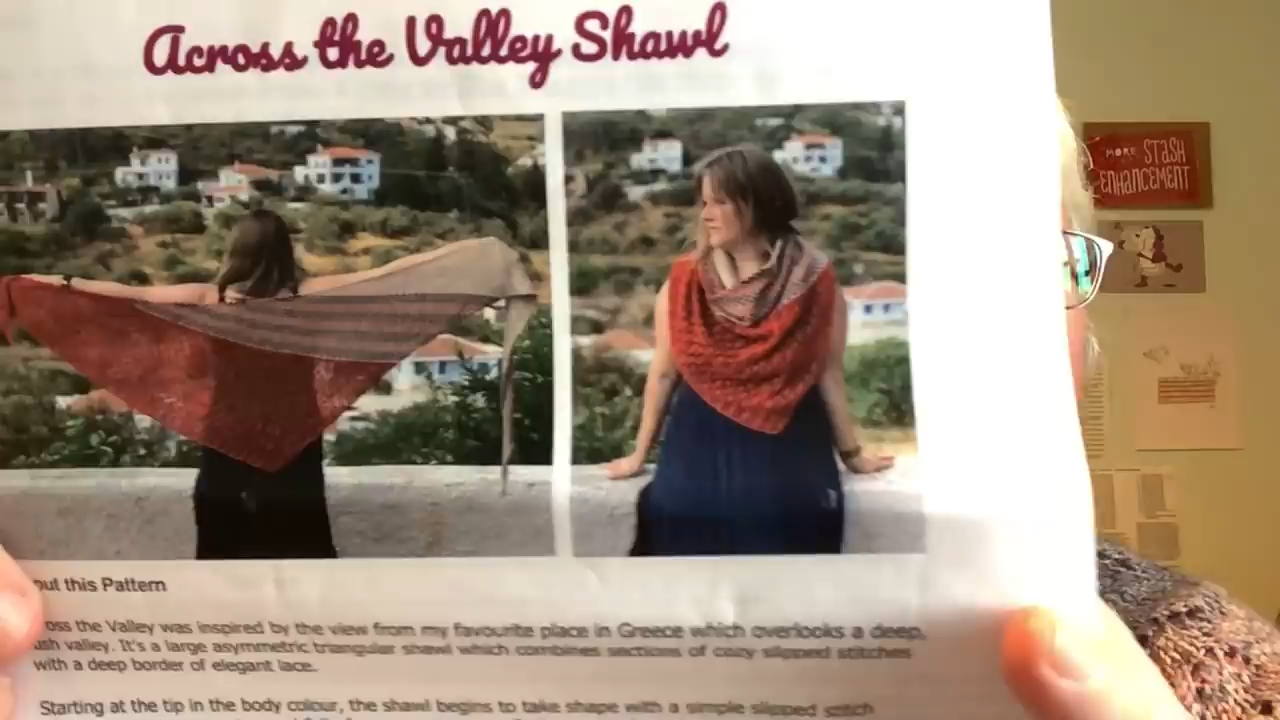 Across the Valley Shawl
MORE STASH
ENHANCEMENT
out this Pattern
oss the Valley was inspired by the view from my favourite place in Greece which overlooks a deep,
ush valley. It's a large asymmetric triangular shawl which combines sections of cozy slipped stitches
with a deep border of elegant lace.
Starting at the tip in the body colour, the shawl begins to take shape with a simple slipped stitch